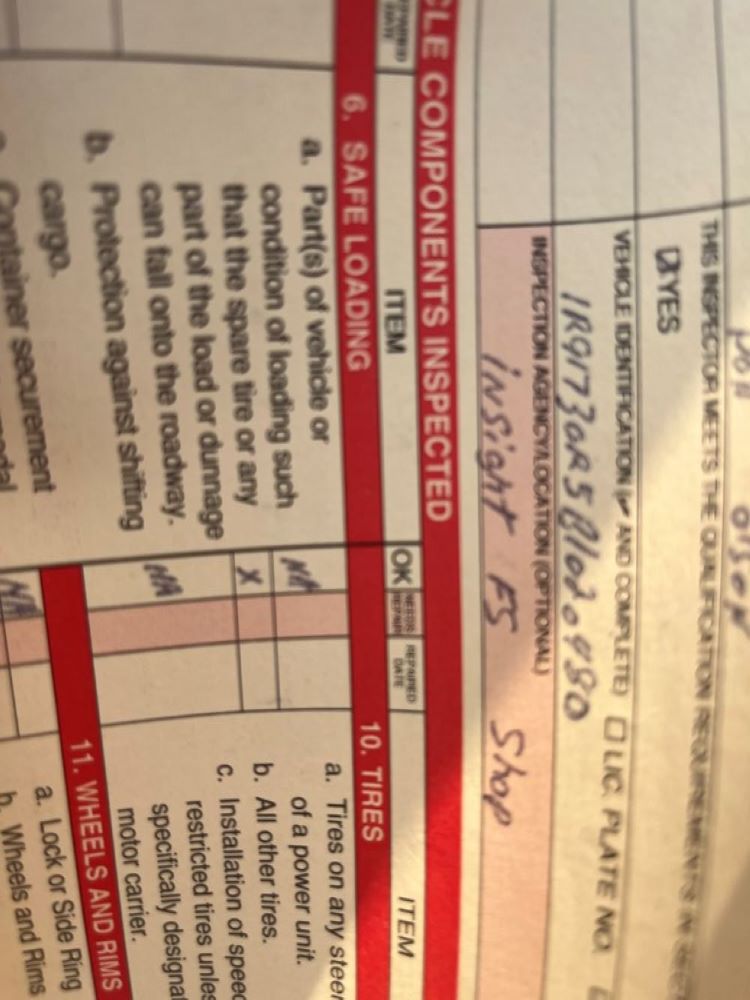 THIS INSPECTOR MEETS THE QUALIFICATION REQUIREMENTS IN
YES
VEHICLE IDENTIFICATION (✔ AND COMPLETE) ☐ LIC. PLATE NO.
INSPECTION AGENCY/LOCATION (OPTIONAL)
insight FS Shop
CLE COMPONENTS INSPECTED
REPAIRED DATE
ITEM
OK
NEEDS REPAIR
REPAIRED DATE
ITEM
6. SAFE LOADING
a. Part(s) of vehicle or
condition of loading such
that the spare tire or any
part of the load or dunnage
can fall onto the roadway.
b. Protection against shifting
cargo.
Container securement
NA
X
NA
NA
10. TIRES
a. Tires on any steer
of a power unit.
b. All other tires.
c. Installation of speed
restricted tires unles
specifically designat
motor carrier.
11. WHEELS AND RIMS
a. Lock or Side Ring
b. Wheels and Rims